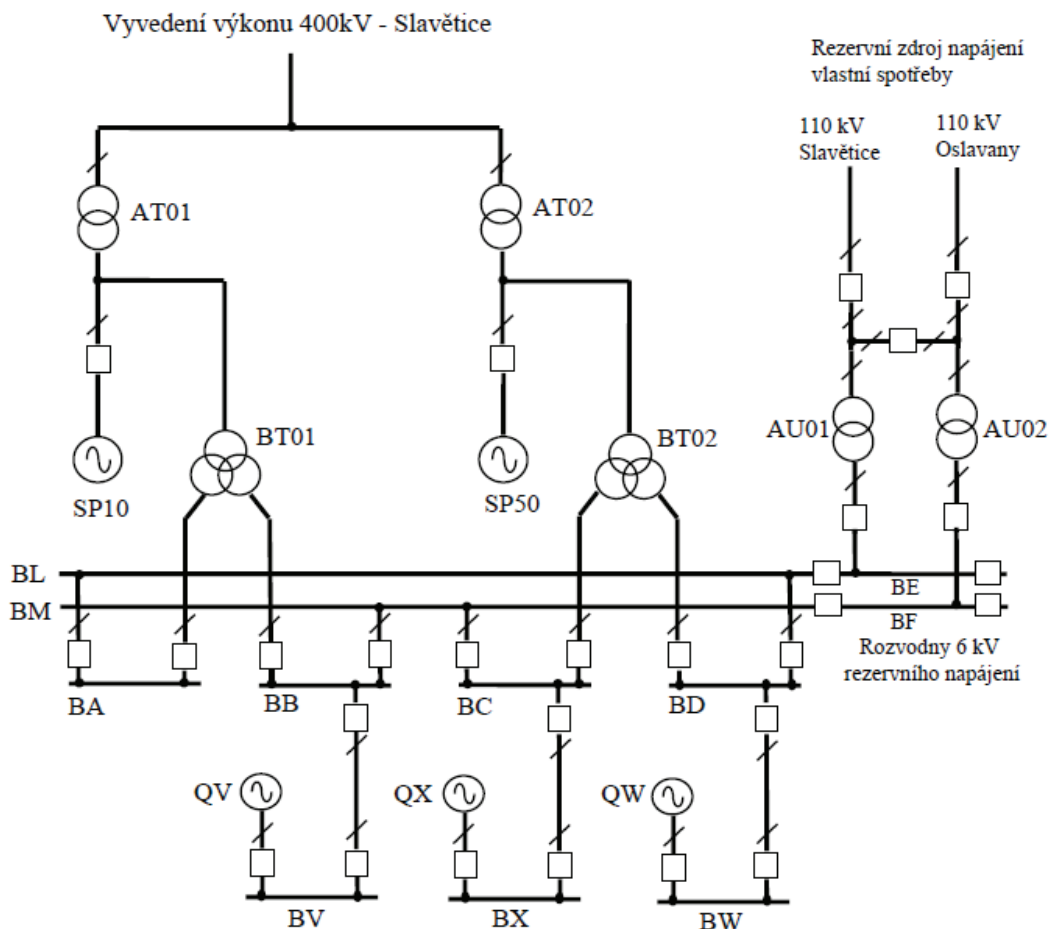 Vyvedení výkonu 400kV - Slavětice
Rezervní zdroj napájení
vlastní spotřeby
110 kV
Slavětice
110 kV
Oslavany
AT01
AT02
AU01
AU02
BT01
BT02
SP10
SP50
BL
BE
BM
BF
Rozvodny 6 kV
rezervního napájení
BA
BB
BC
BD
QV
QX
QW
BV
BX
BW